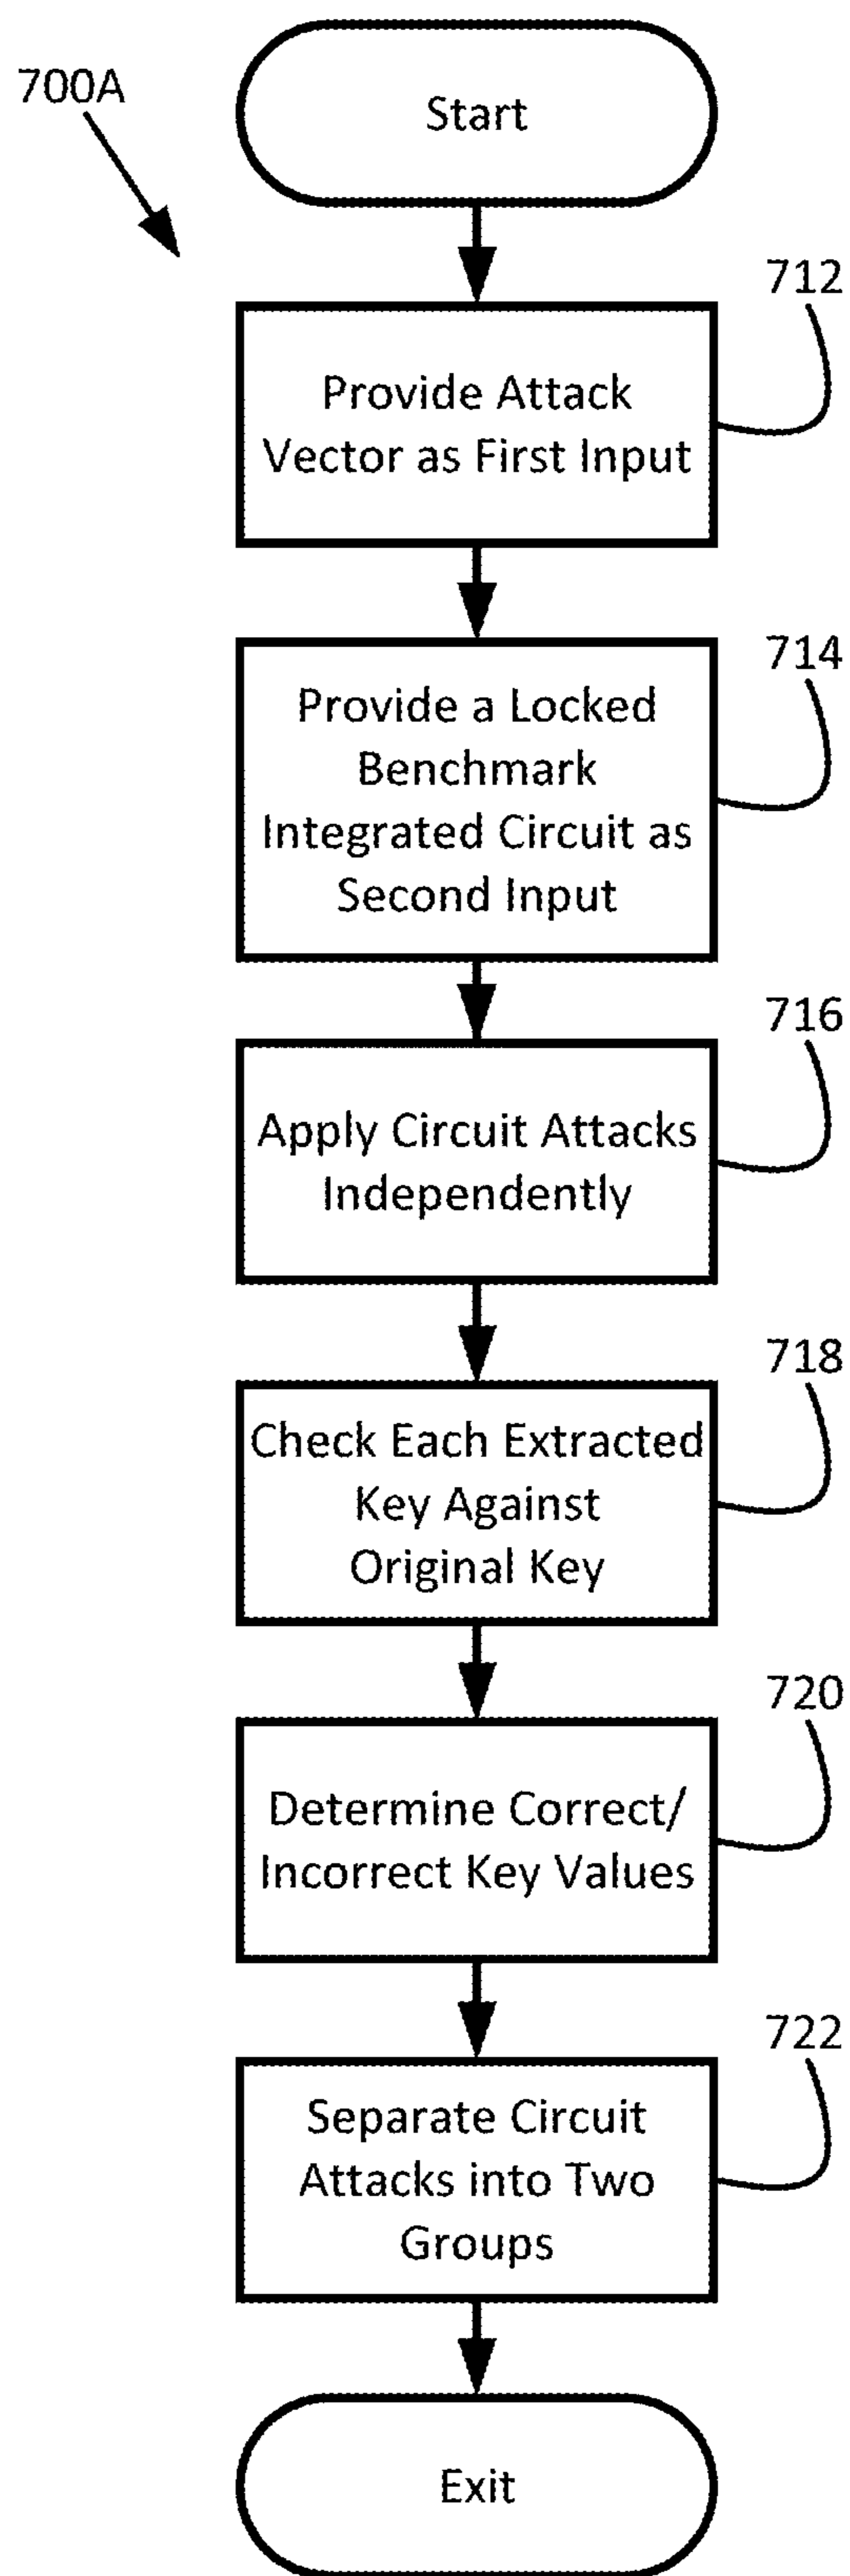 700A
Start
712
Provide Attack
Vector as First Input
714
Provide a Locked
Benchmark
Integrated Circuit as
Second Input
716
Apply Circuit Attacks
Independently
718
Check Each Extracted
Key Against
Original Key
720
Determine Correct/
Incorrect Key Values
722
Separate Circuit
Attacks into Two
Groups
Exit